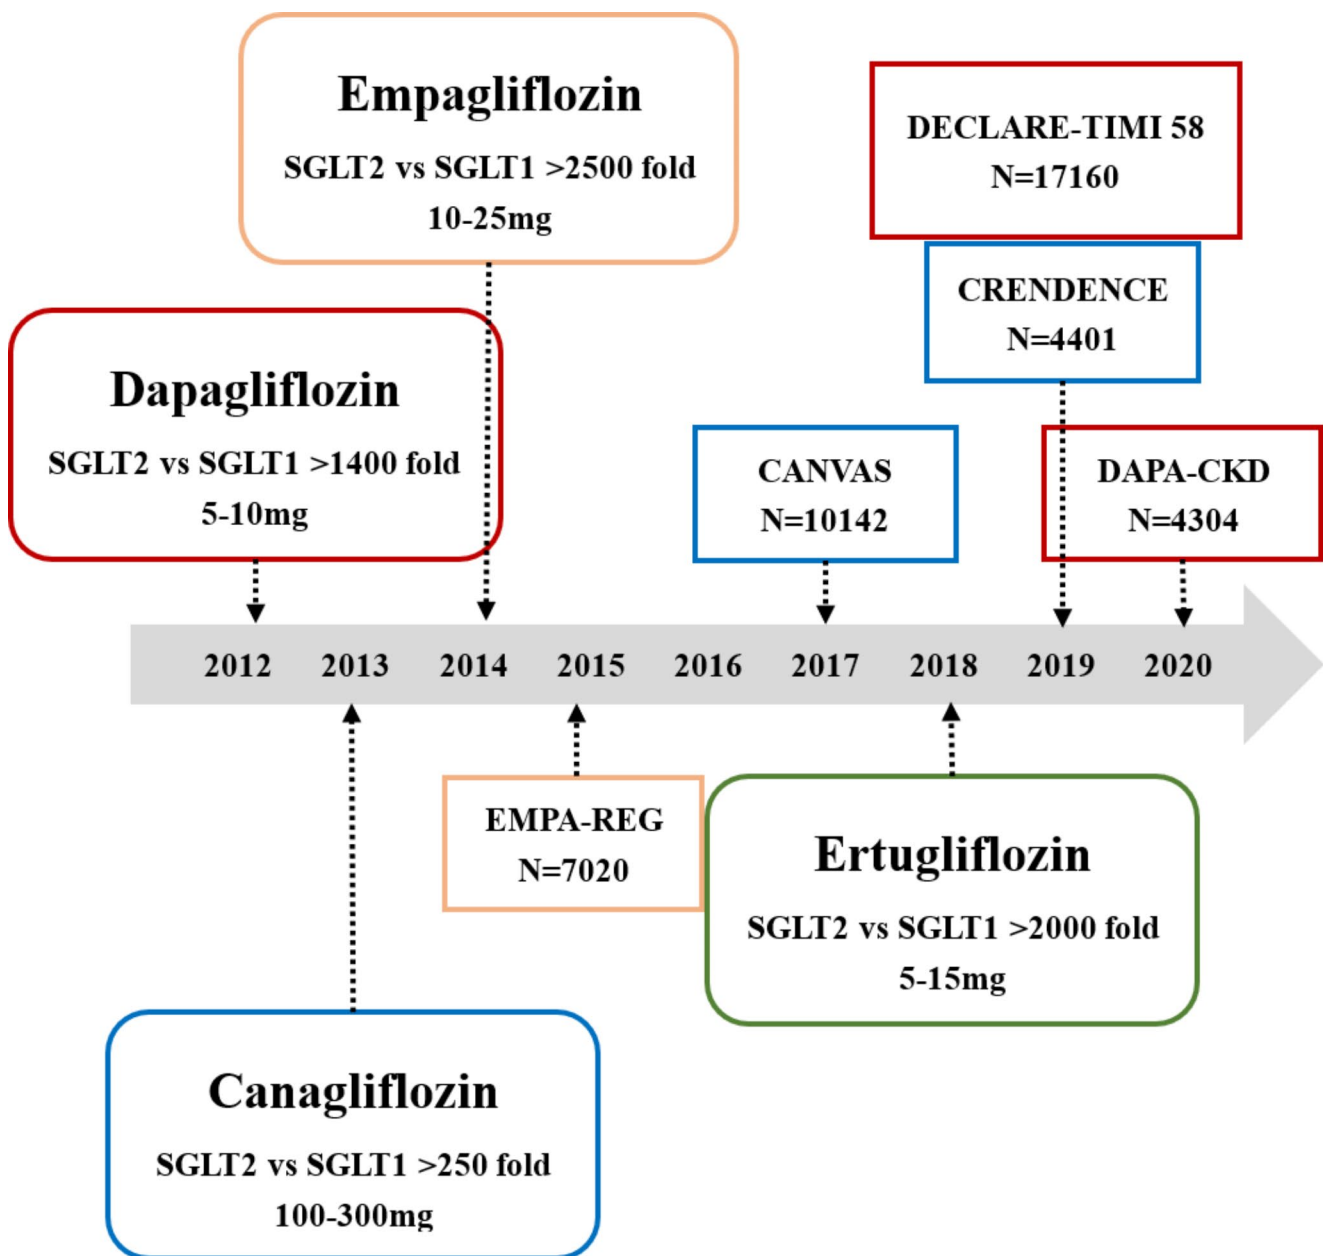 Empagliflozin
SGLT2 vs SGLT1 >2500 fold
10-25mg
DECLARE-TIMI 58
N=17160
CRENDENCE
N=4401
Dapagliflozin
SGLT2 vs SGLT1 >1400 fold
5-10mg
CANVAS
N=10142
DAPA-CKD
N=4304
2012 2013 2014 2015 2016 2017 2018 2019 2020
EMPA-REG
N=7020
Ertugliflozin
SGLT2 vs SGLT1 >2000 fold
5-15mg
Canagliflozin
SGLT2 vs SGLT1 >250 fold
100-300mg